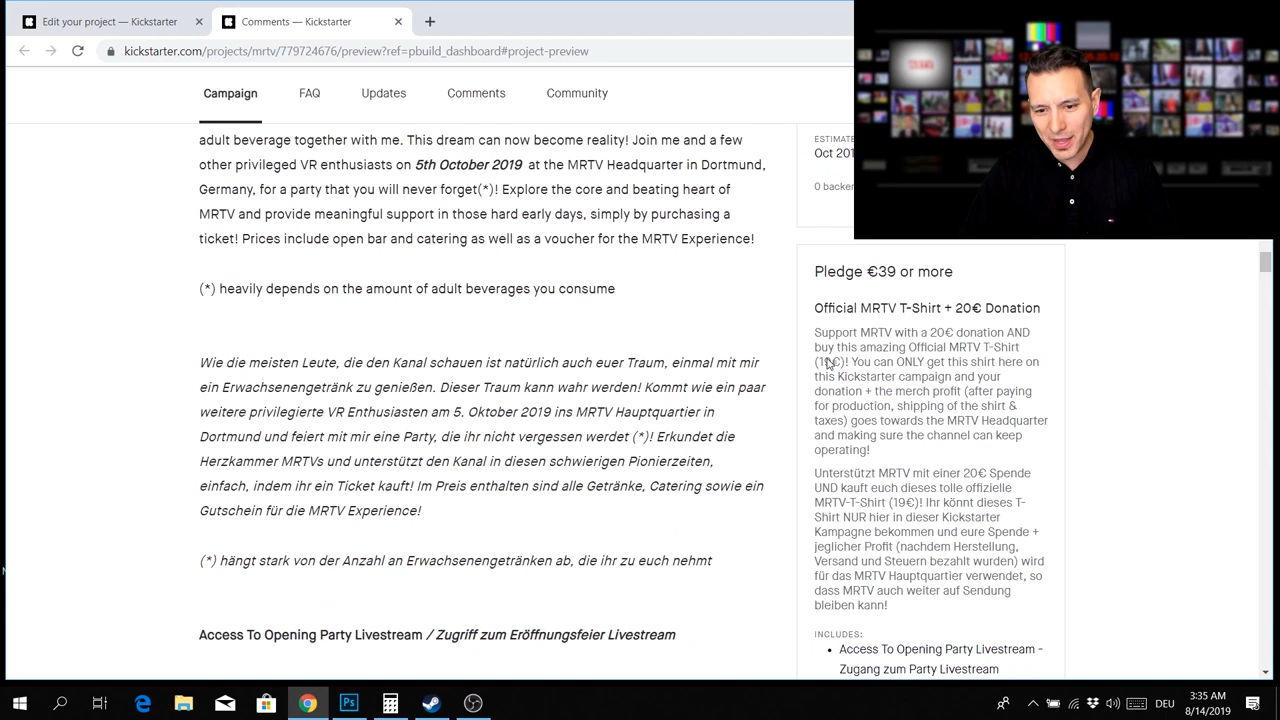 Edit your project — Kickstarter
Comments — Kickstarter
kickstarter.com/projects/mrtv/779724676/preview?ref=pbuild_dashboard#project-preview
Campaign
FAQ
Updates
Comments
Community
adult beverage together with me. This dream can now become reality! Join me and a few
other privileged VR enthusiasts on 5th October 2019 at the MRTV Headquarter in Dortmund,
Germany, for a party that you will never forget(*)! Explore the core and beating heart of
MRTV and provide meaningful support in those hard early days, simply by purchasing a
ticket! Prices include open bar and catering as well as a voucher for the MRTV Experience!
(*) heavily depends on the amount of adult beverages you consume
Wie die meisten Leute, die den Kanal schauen ist natürlich auch euer Traum, einmal mit mir
ein Erwachsenengetränk zu genießen. Dieser Traum kann wahr werden! Kommt wie ein paar
weitere privilegierte VR Enthusiasten am 5. Oktober 2019 ins MRTV Hauptquartier in
Dortmund und feiert mit mir eine Party, die ihr nicht vergessen werdet (*)! Erkundet die
Herzkammer MRTVs und unterstützt den Kanal in diesen schwierigen Pionierzeiten,
einfach, indem ihr ein Ticket kauft! Im Preis enthalten sind alle Getränke, Catering sowie ein
Gutschein für die MRTV Experience!
(*) hängt stark von der Anzahl an Erwachsenengetränken ab, die ihr zu euch nehmt
Access To Opening Party Livestream / Zugriff zum Eröffnungsfeier Livestream
ESTIMATE
Oct 201
0 backer
Pledge €39 or more
Official MRTV T-Shirt + 20€ Donation
Support MRTV with a 20€ donation AND
buy this amazing Official MRTV T-Shirt
(19€)! You can ONLY get this shirt here on
this Kickstarter campaign and your
donation + the merch profit (after paying
for production, shipping of the shirt &
taxes) goes towards the MRTV Headquarter
and making sure the channel can keep
operating!
Unterstützt MRTV mit einer 20€ Spende
UND kauft euch dieses tolle offizielle
MRTV-T-Shirt (19€)! Ihr könnt dieses T-
Shirt NUR hier in dieser Kickstarter
Kampagne bekommen und eure Spende +
jeglicher Profit (nachdem Herstellung,
Versand und Steuern bezahlt wurden) wird
für das MRTV Hauptquartier verwendet, so
dass MRTV auch weiter auf Sendung
bleiben kann!
INCLUDES:
• Access To Opening Party Livestream -
Zugang zum Party Livestream
DEU
3:35 AM
8/14/2019